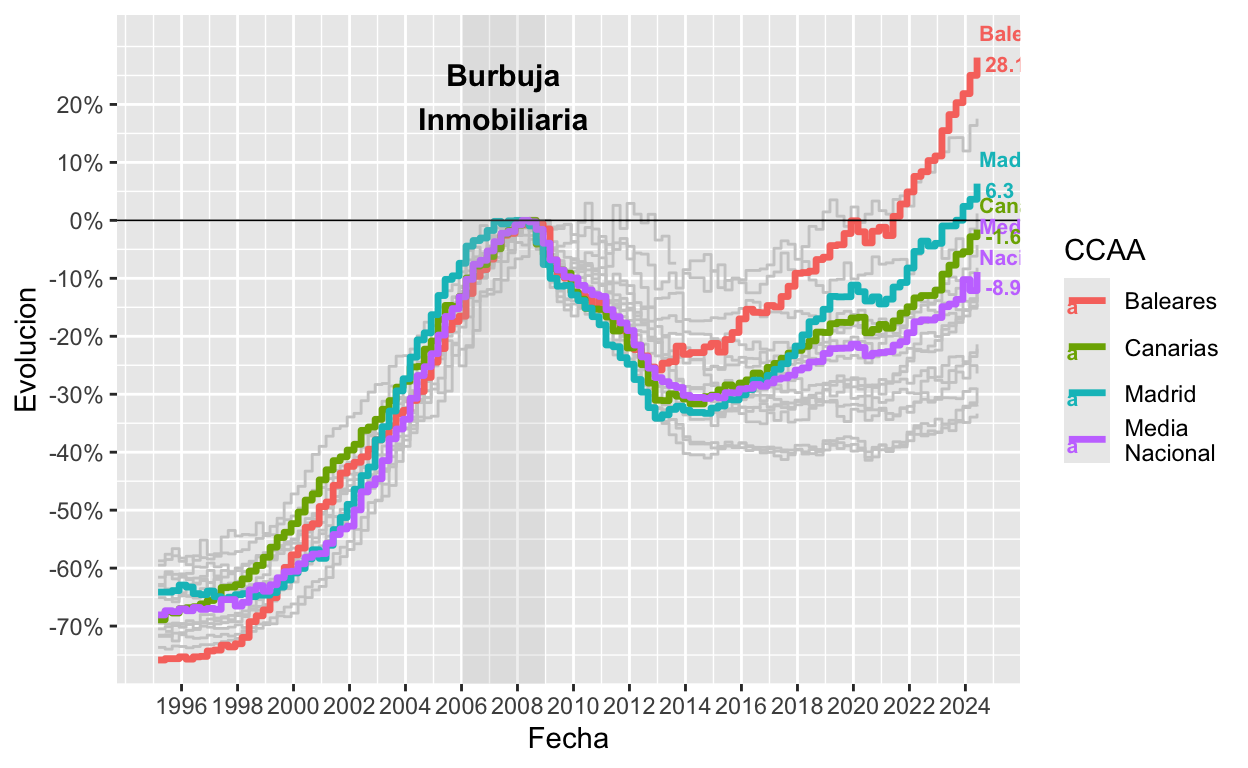 Burbuja
Inmobiliaria
Bale
28.1
Mad
6.3
Can
Med
-1.6
Naci
-8.9
20%
10%
0%
-10%
-20%
-30%
-40%
-50%
-60%
-70%
Evolucion
1996 1998 2000 2002 2004 2006 2008 2010 2012 2014 2016 2018 2020 2022 2024
Fecha
CCAA
a Baleares
a Canarias
a Madrid
a Media
Nacional